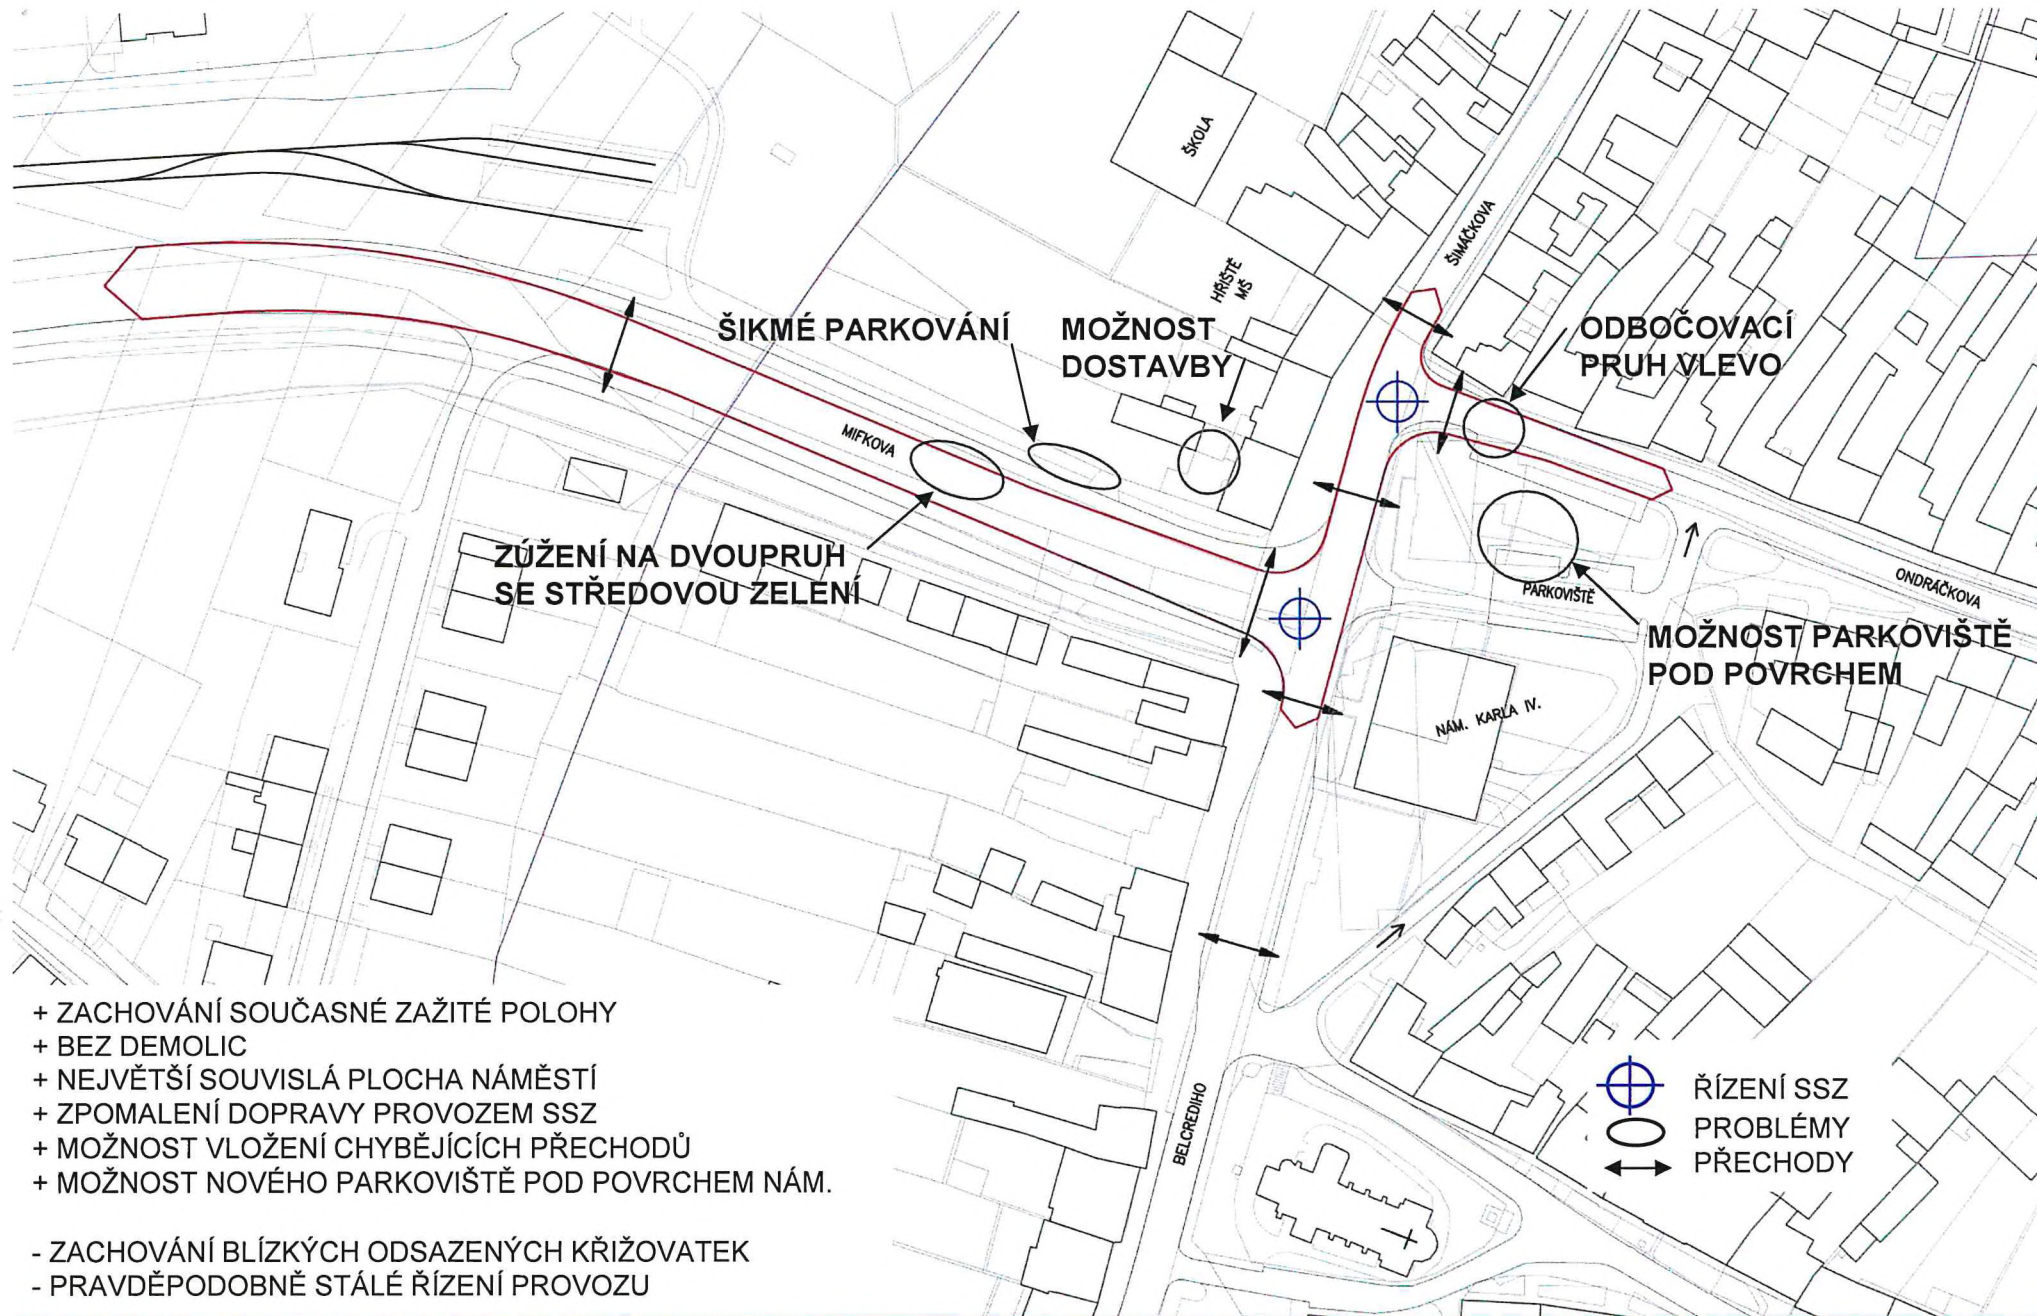 ŠKOLA
ŠIMÁČKOVA
HŘIŠTĚ
MŠ
ŠIKMÉ PARKOVÁNÍ
MOŽNOST
DOSTAVBY
ODBOČOVACÍ
PRUH VLEVO
MIFKOVA
ZÚŽENÍ NA DVOUPRUH
SE STŘEDOVOU ZELENÍ
PARKOVIŠTĚ
ONDRÁČKOVA
MOŽNOST PARKOVIŠTĚ
POD POVRCHEM
NÁM. KARLA IV.
BELCREDIHO
+ ZACHOVÁNÍ SOUČASNÉ ZAŽITÉ POLOHY
+ BEZ DEMOLIC
+ NEJVĚTŠÍ SOUVISLÁ PLOCHA NÁMĚSTÍ
+ ZPOMALENÍ DOPRAVY PROVOZEM SSZ
+ MOŽNOST VLOŽENÍ CHYBĚJÍCÍCH PŘECHODŮ
+ MOŽNOST NOVÉHO PARKOVIŠTĚ POD POVRCHEM NÁM.
- ZACHOVÁNÍ BLÍZKÝCH ODSAZENÝCH KŘIŽOVATEK
- PRAVDĚPODOBNĚ STÁLÉ ŘÍZENÍ PROVOZU
ŘÍZENÍ SSZ
PROBLÉMY
PŘECHODY